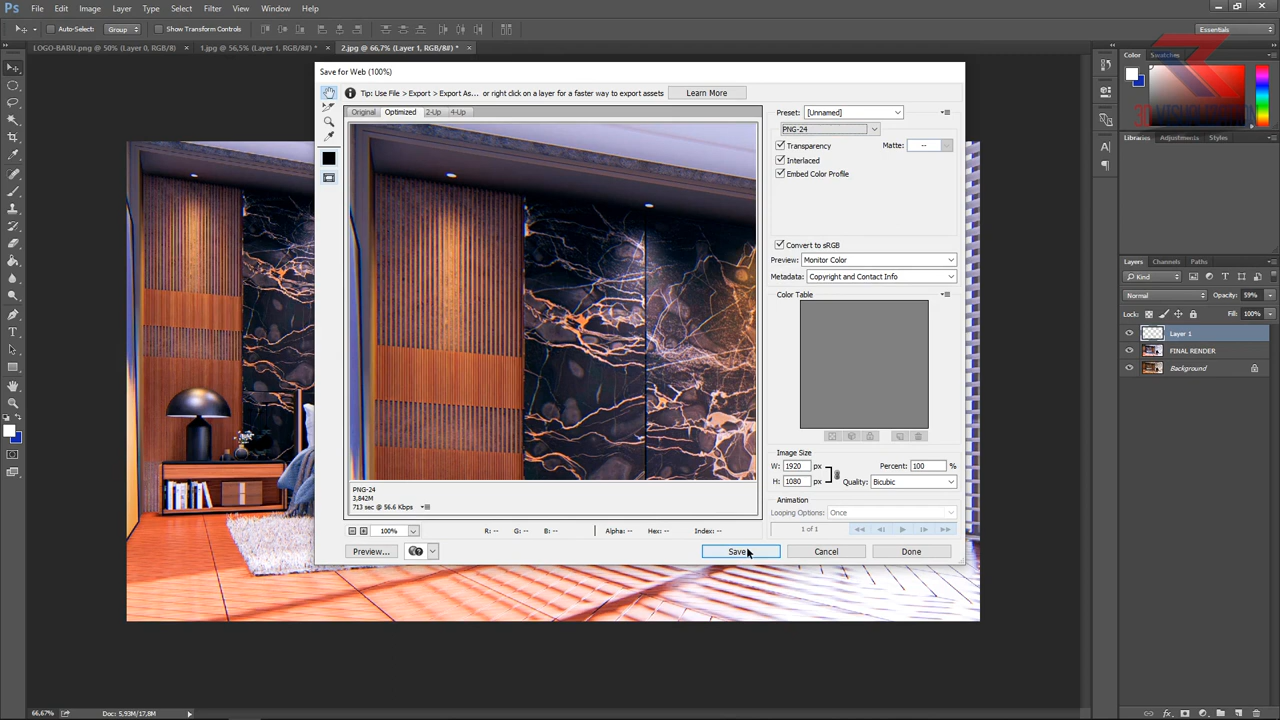 Ps File Edit Image Layer Type Select Filter View Window Help
Auto-Select: Group Show Transform Controls Essentials
LOGO-BARU.png @ 50% (Layer 0, RGB/8) × 1.jpg @ 56,5% (Layer 1, RGB/8#) * × 2.jpg @ 66,7% (Layer 1, RGB/8#) * ×
Save for Web (100%)
Tip: Use File > Export > Export As... or right click on a layer for a faster way to export assets Learn More
Original Optimized 2-Up 4-Up
Preset: [Unnamed]
PNG-24
Transparency Matte: --
Interlaced
Embed Color Profile
Convert to sRGB
Preview: Monitor Color
Metadata: Copyright and Contact Info
Color Table
Image Size
W: 1920 px Percent: 100 %
H: 1080 px Quality: Bicubic
Animation
Looping Options: Once
1 of 1
PNG-24
3,842M
713 sec @ 56.6 Kbps
100% R: -- G: -- B: -- Alpha: -- Hex: -- Index: --
Preview... Save... Cancel Done
Color Swatches
Libraries Adjustments Styles
Layers Channels Paths
Kind
Normal Opacity: 59%
Lock: Fill: 100%
Layer 1
FINAL RENDER
Background
66,67% Doc: 5,93M/17,8M